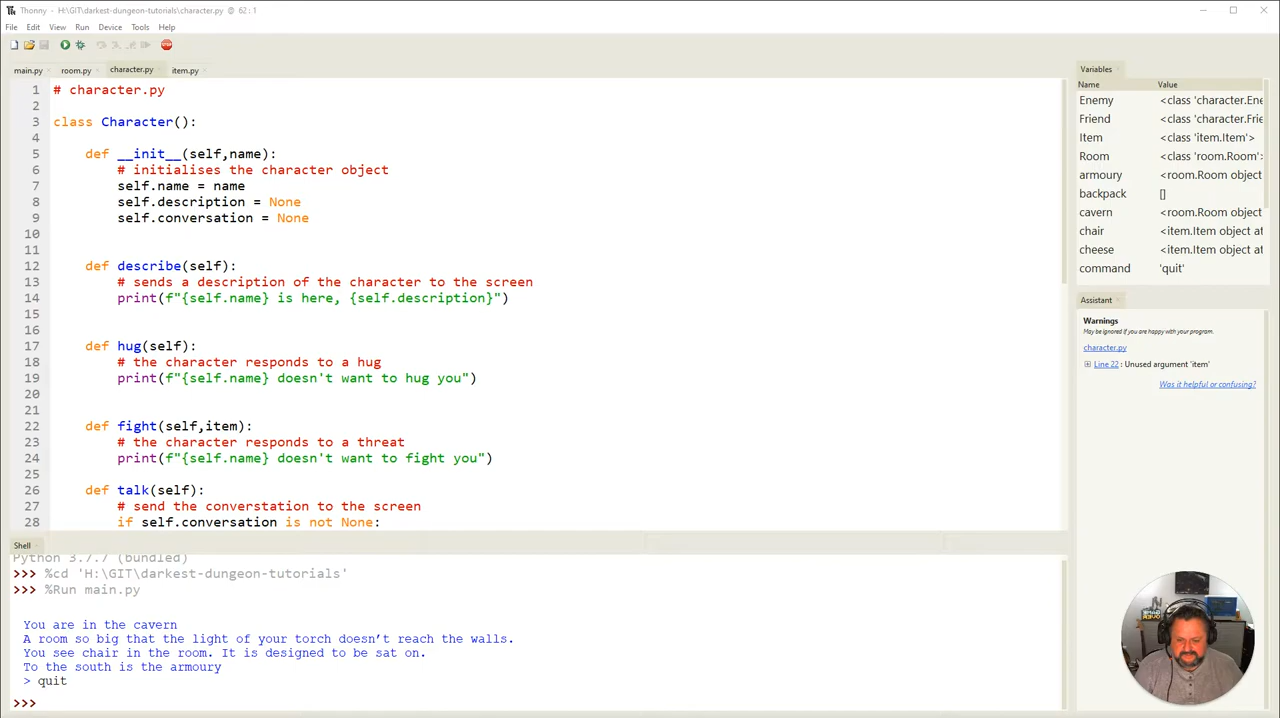 Thonny - H:\GIT\darkest-dungeon-tutorials\character.py @ 62:1
File Edit View Run Device Tools Help
main.py × room.py × character.py × item.py ×
1 # character.py
2
3 class Character():
4
5 def __init__(self,name):
6 # initialises the character object
7 self.name = name
8 self.description = None
9 self.conversation = None
10
11
12 def describe(self):
13 # sends a description of the character to the screen
14 print(f"{self.name} is here, {self.description}")
15
16
17 def hug(self):
18 # the character responds to a hug
19 print(f"{self.name} doesn't want to hug you")
20
21
22 def fight(self,item):
23 # the character responds to a threat
24 print(f"{self.name} doesn't want to fight you")
25
26 def talk(self):
27 # send the converstation to the screen
28 if self.conversation is not None:
Shell ×
Python 3.7.7 (bundled)
>>> %cd 'H:\GIT\darkest-dungeon-tutorials'
>>> %Run main.py
You are in the cavern
A room so big that the light of your torch doesn’t reach the walls.
You see chair in the room. It is designed to be sat on.
To the south is the armoury
> quit
>>>
Variables ×
Name Value
Enemy <class 'character.Ene
Friend <class 'character.Frie
Item <class 'item.Item'>
Room <class 'room.Room'>
armoury <room.Room object
backpack []
cavern <room.Room object
chair <item.Item object at
cheese <item.Item object at
command 'quit'
Assistant ×
Warnings
May be ignored if you are happy with your program.
character.py
Line 22 : Unused argument 'item'
Was it helpful or confusing?